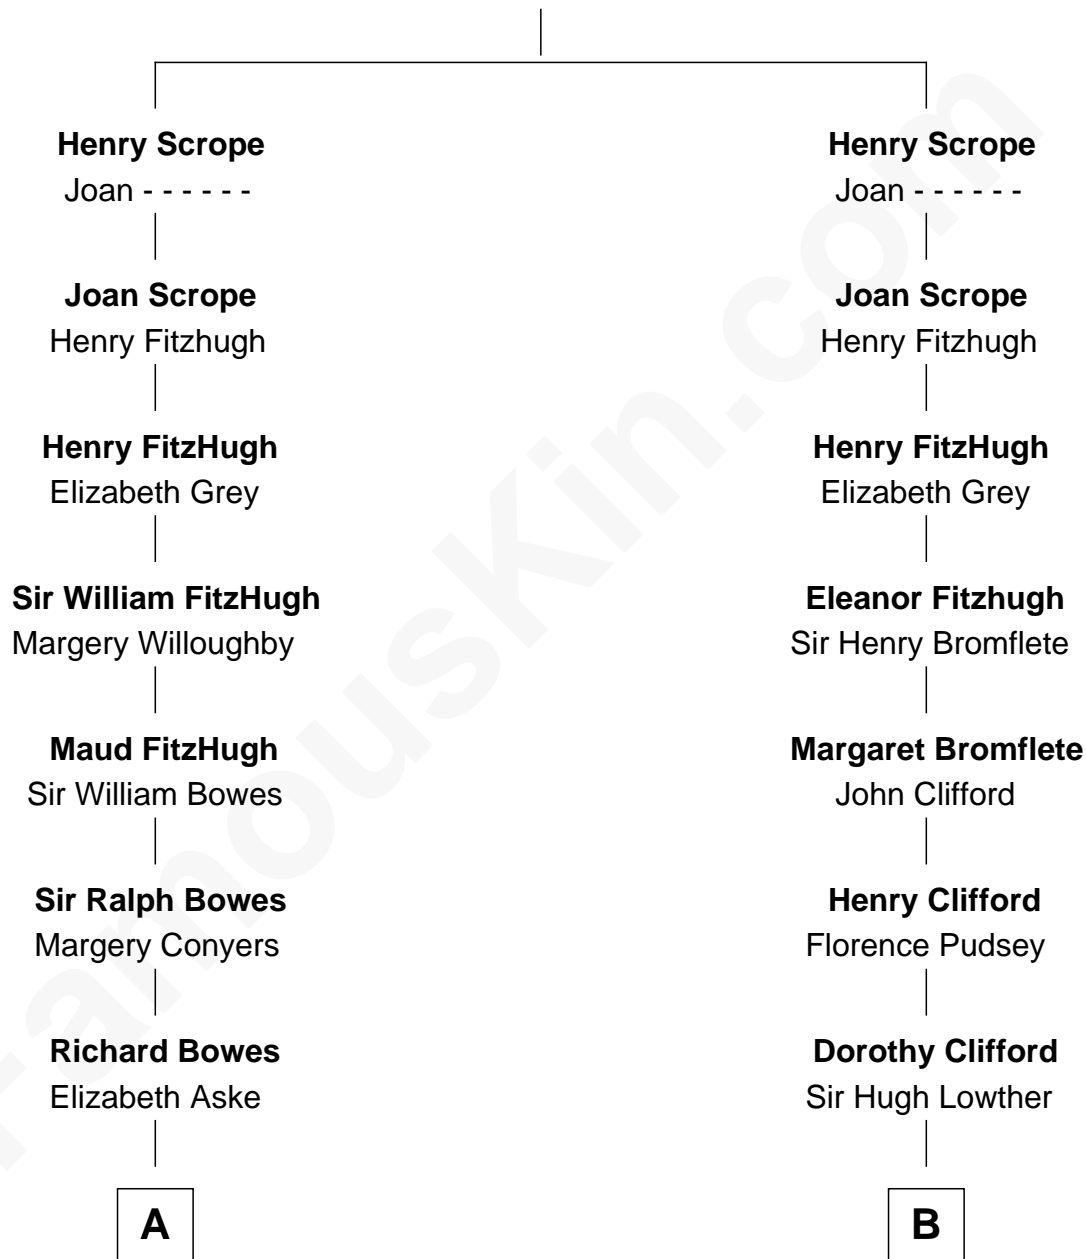 Henry Scrope
Joan - - - - - -
Joan Scrope
Henry Fitzhugh
Henry FitzHugh
Elizabeth Grey
Sir William FitzHugh
Margery Willoughby
Maud FitzHugh
Sir William Bowes
Sir Ralph Bowes
Margery Conyers
Richard Bowes
Elizabeth Aske
A
Henry Scrope
Joan - - - - - -
Joan Scrope
Henry Fitzhugh
Henry FitzHugh
Elizabeth Grey
Eleanor Fitzhugh
Sir Henry Bromflete
Margaret Bromflete
John Clifford
Henry Clifford
Florence Pudsey
Dorothy Clifford
Sir Hugh Lowther
B
FamousKin.com